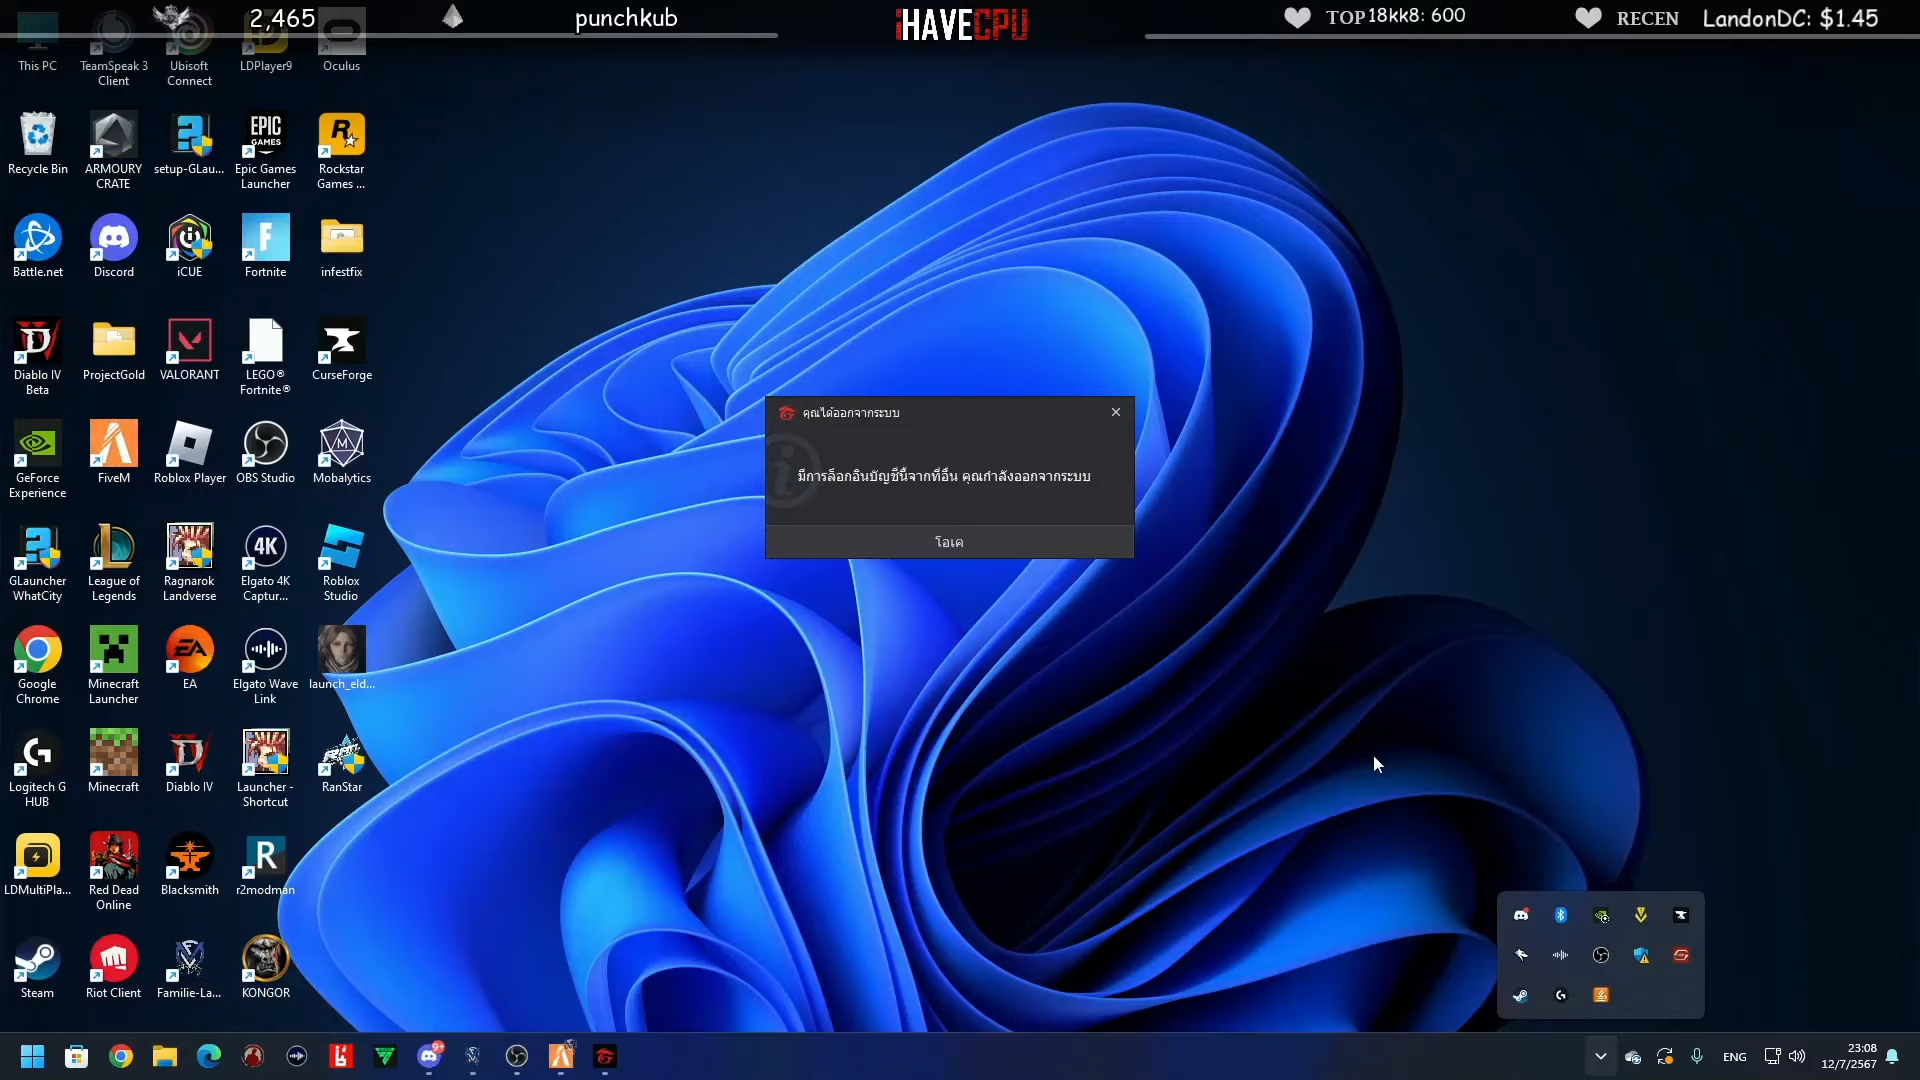 2,465
punchkub
iHAVECPU
TOP 18kk8: 600
RECEN LandonDC: $1.45
This PC
TeamSpeak 3 Client
Ubisoft Connect
LDPlayer9
Oculus
Recycle Bin
ARMOURY CRATE
setup-GLau...
EPIC GAMES
Epic Games Launcher
Rockstar Games ...
Battle.net
Discord
iCUE
Fortnite
infestfix
Diablo IV Beta
ProjectGold
VALORANT
LEGO® Fortnite®
CurseForge
คุณได้ออกจากระบบ
มีการล็อกอินบัญชีนี้จากที่อื่น คุณกำลังออกจากระบบ
โอเค
GeForce Experience
FiveM
Roblox Player
OBS Studio
Mobalytics
GLauncher WhatCity
League of Legends
Ragnarok Landverse
4K
Elgato 4K Captur...
Roblox Studio
Google Chrome
Minecraft Launcher
EA
EA
Elgato Wave Link
launch_eld...
Logitech G HUB
Minecraft
Diablo IV
Launcher - Shortcut
RanStar
LDMultiPla...
Red Dead Online
Blacksmith
R
r2modman
Steam
Riot Client
Familie-La...
KONGOR
9+
ENG
23:08
12/7/2567